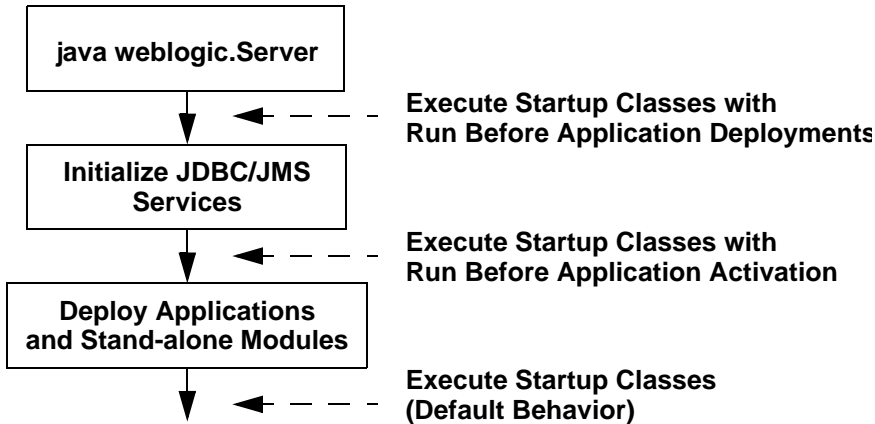 java weblogic.Server
Execute Startup Classes with
Run Before Application Deployments
Initialize JDBC/JMS
Services
Execute Startup Classes with
Run Before Application Activation
Deploy Applications
and Stand-alone Modules
Execute Startup Classes
(Default Behavior)